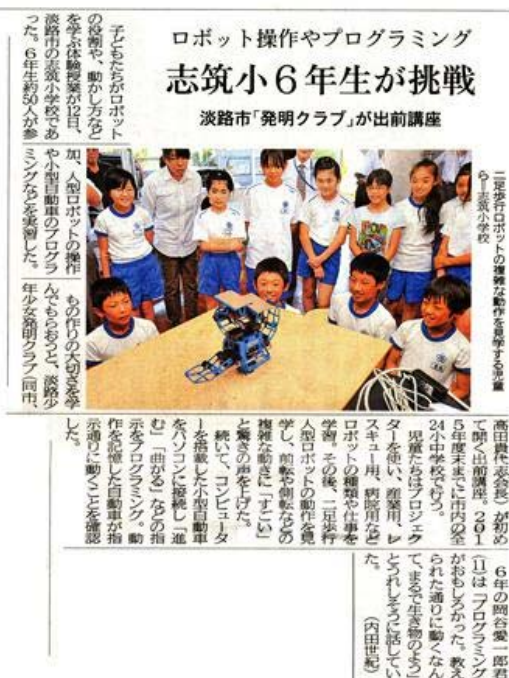 ロボット操作やプログラミング
志筑小６年生が挑戦
淡路市「発明クラブ」が出前講座
子どもたちがロボット
の役割や、動かし方など
を学ぶ体験授業が12日、
淡路市の志筑小学校であ
った。６年生約50人が参
加、人型ロボットの操作
や小型自動車のプログラ
ミングなどを実習した。
もの作りの大切さを学
んでもらおうと、淡路少
年少女発明クラブ（同市、
二足歩行ロボットの複雑な動作を見学する児童
ら＝志筑小学校
高田貴代志会長）が初め
て開く出前講座。２０１
５年度末までに市内の全
24小中学校で行う。
児童たちはプロジェク
ターを使い、産業用、レ
スキュー用、病院用など
ロボットの種類や仕事を
学習。その後、二足歩行
人型ロボットの動作を見
学し、前転や側転などの
複雑な動きに「すごい」
と驚きの声を上げた。
続いて、コンピュータ
ーを搭載した小型自動車
をパソコンに接続し「進
む」「曲がる」などの指
示をプログラミング。動
作を記憶した自動車が指
示通りに動くことを確認
した。
６年の岡谷愛一郎君
(11)は「プログラミング
がおもしろかった。教え
られた通りに動くなん
て、まるで生き物のよう」
とうれしそうに話してい
た。　（内田世紀）